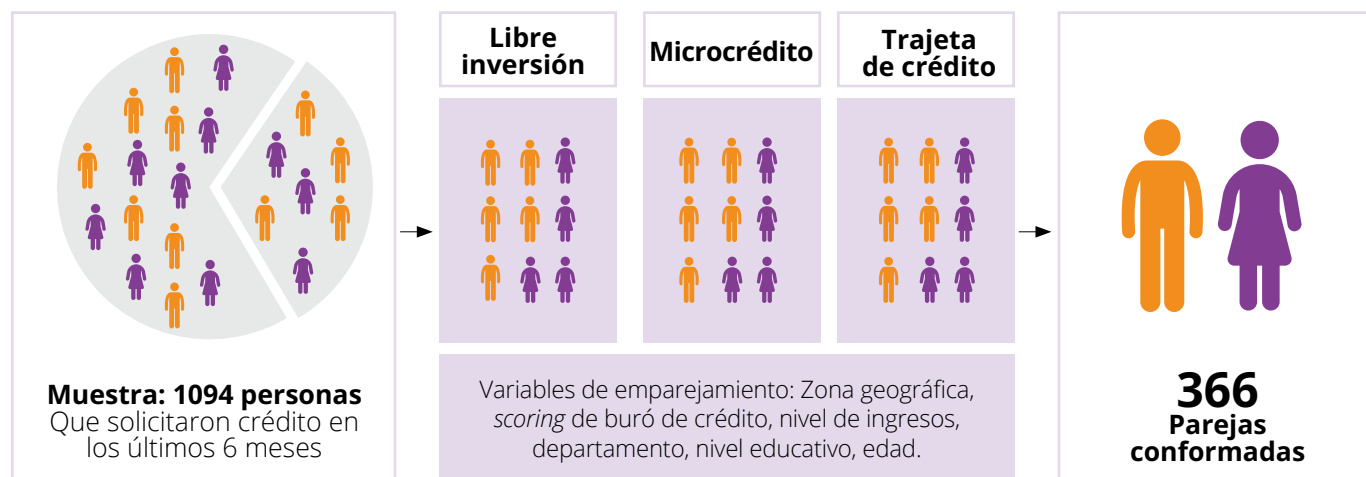 Muestra: 1094 personas
Que solicitaron crédito en
los últimos 6 meses
Libre
inversión
Microcrédito
Trajeta
de crédito
Variables de emparejamiento: Zona geográfica,
scoring de buró de crédito, nivel de ingresos,
departamento, nivel educativo, edad.
366
Parejas
conformadas